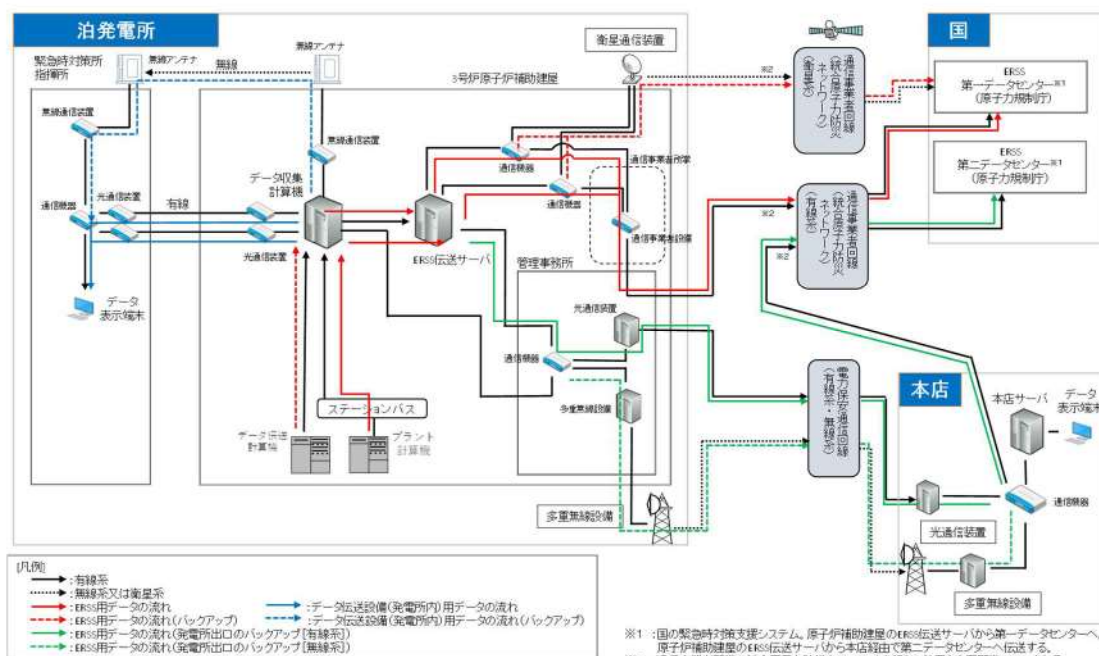 泊発電所
国
衛星通信装置
緊急時対策所
指揮所
無線アンテナ
無線
無線アンテナ
3号炉原子炉補助建屋
※2
通信事業者回線
(統合原子力防災
ネットワーク)
(衛星系)
ERSS
第一データセンター※1
(原子力規制庁)
ERSS
第二データセンター※1
(原子力規制庁)
無線通信装置
無線通信装置
通信機器
通信事業者所掌
データ収集
計算機
通信機器
光通信装置
有線
通信機器
光通信装置
ERSS伝送サーバ
通信事業者設備
※2
※2
通信事業者回線
(統合原子力防災
ネットワーク)
(有線系)
管理事務所
データ
表示端末
光通信装置
通信機器
多重無線設備
ステーションバス
データ伝送
計算機
プラント
計算機
電力保安通信回線
(有線系・無線系)
本店
本店サーバ
データ
表示端末
通信機器
光通信装置
多重無線設備
多重無線設備
[凡例]
:有線系
:無線系又は衛星系
:ERSS用データの流れ
:データ伝送設備(発電所内)用データの流れ
:ERSS用データの流れ(バックアップ)
:データ伝送設備(発電所内)用データの流れ(バックアップ)
:ERSS用データの流れ(発電所出口のバックアップ[有線系])
:ERSS用データの流れ(発電所出口のバックアップ[無線系])
※1 :国の緊急時対策支援システム。原子炉補助建屋のERSS伝送サーバから第一データセンターへ、
原子炉補助建屋のERSS伝送サーバから本店経由で第二データセンターへ伝送する。